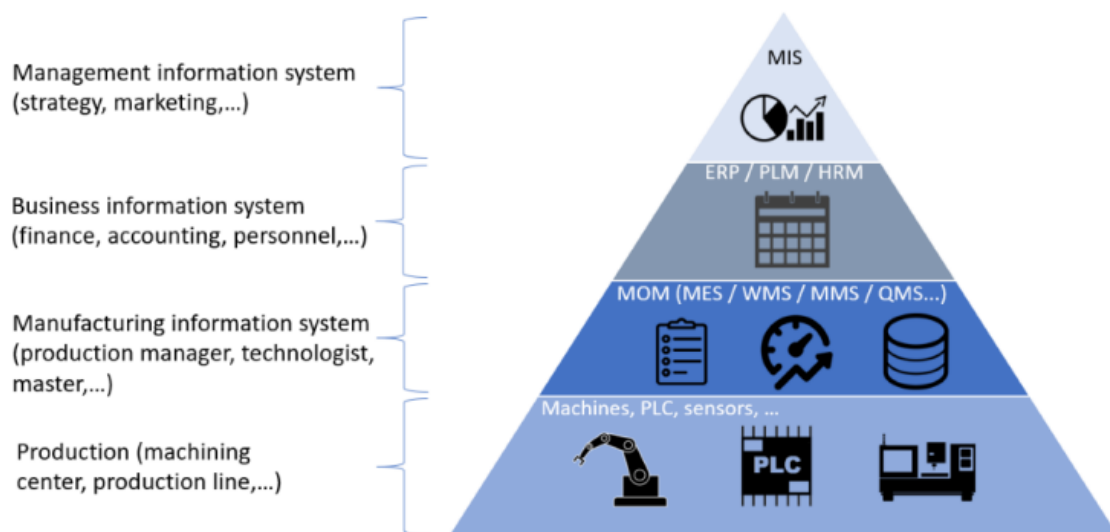 Management information system
(strategy, marketing,...)
MIS
Business information system
(finance, accounting, personnel,...)
ERP / PLM / HRM
Manufacturing information system
(production manager, technologist,
master,...)
MOM (MES / WMS / MMS / QMS...)
Production (machining
center, production line,...)
Machines, PLC, sensors, ...
PLC